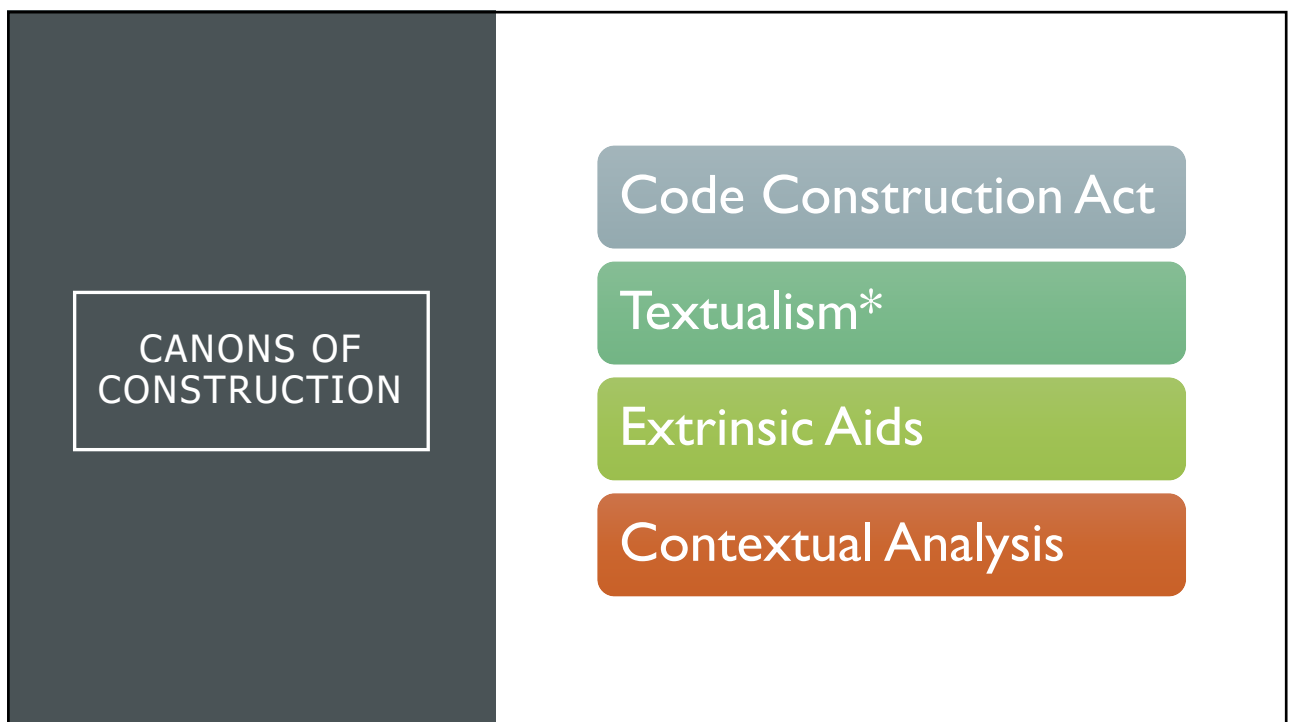 CANONS OF
CONSTRUCTION
Code Construction Act
Textualism*
Extrinsic Aids
Contextual Analysis